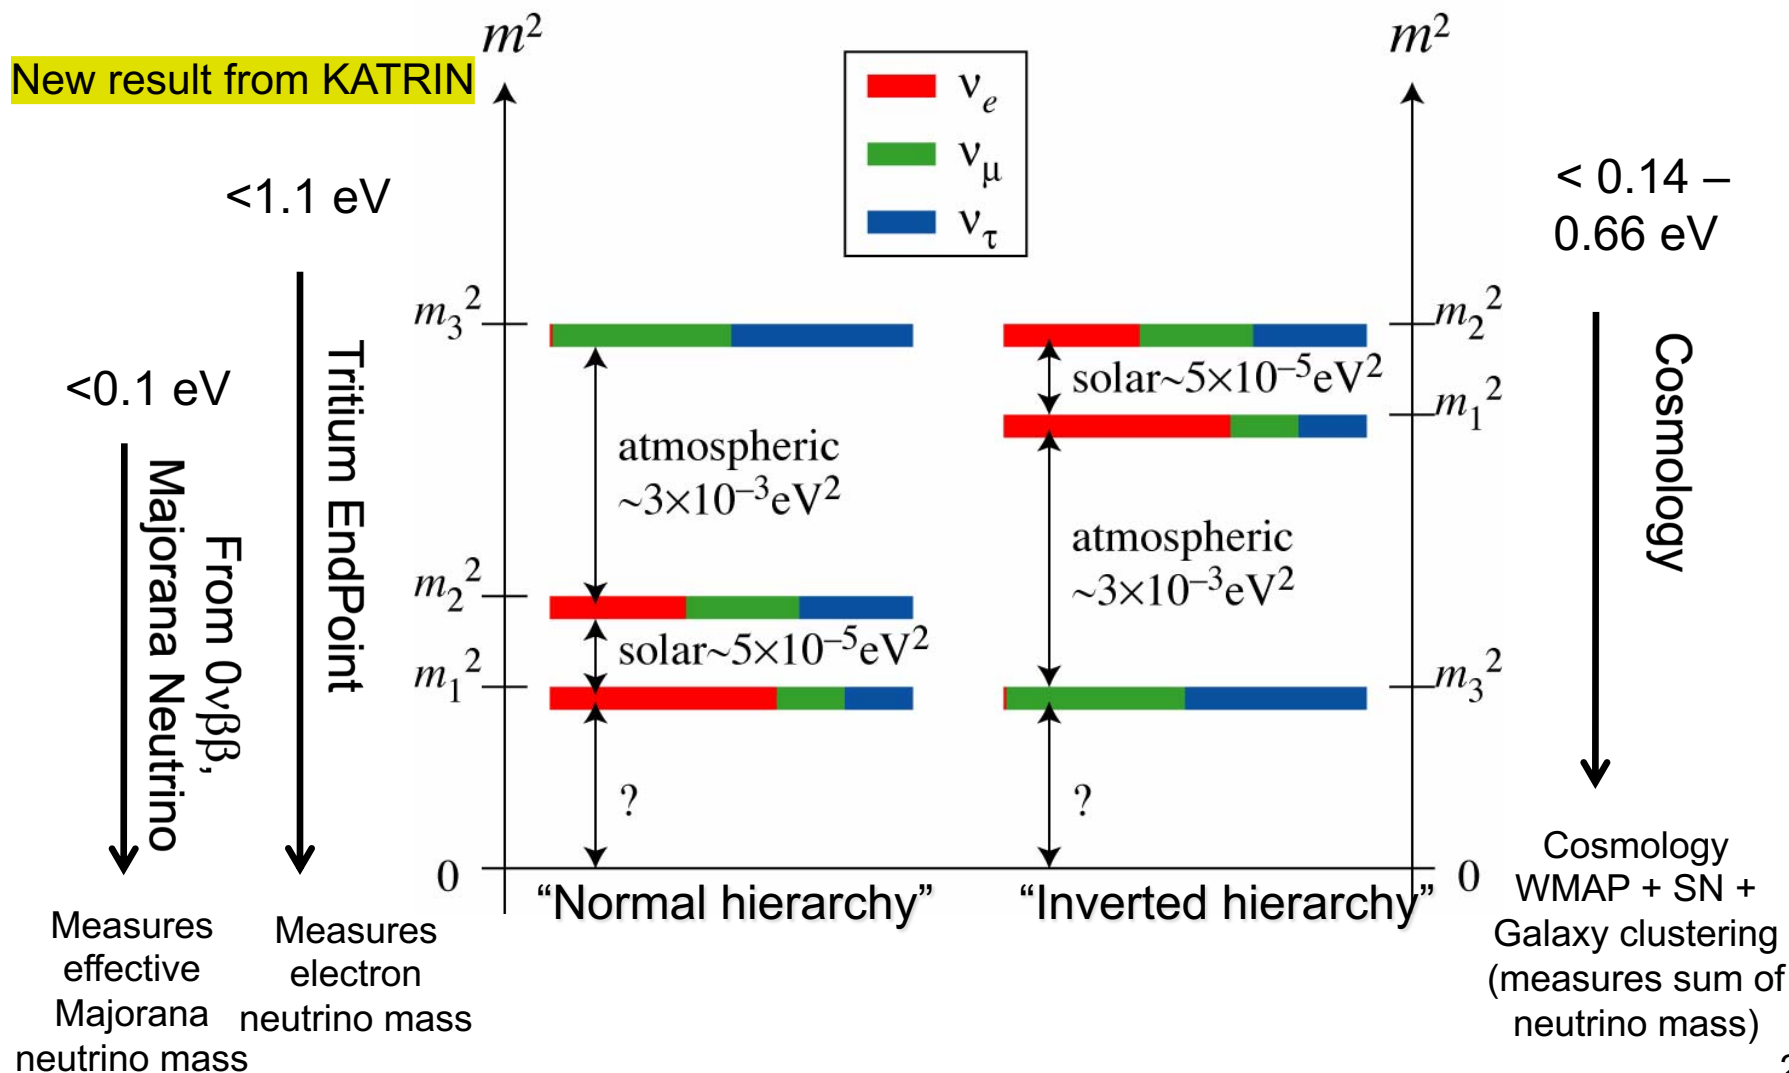 New result from KATRIN
<1.1 eV
Tritium EndPoint
Measures
electron
neutrino mass
<0.1 eV
From 0νββ,
Majorana Neutrino
Measures
effective
Majorana
neutrino mass
m²
m₃²
m₂²
m₁²
0
νₑ
ν_μ
ν_τ
atmospheric
~3×10⁻³eV²
solar~5×10⁻⁵eV²
?
“Normal hierarchy”
m²
solar~5×10⁻⁵eV²
atmospheric
~3×10⁻³eV²
?
“Inverted hierarchy”
m₂²
m₁²
m₃²
0
< 0.14 –
0.66 eV
Cosmology
Cosmology
WMAP + SN +
Galaxy clustering
(measures sum of
neutrino mass)